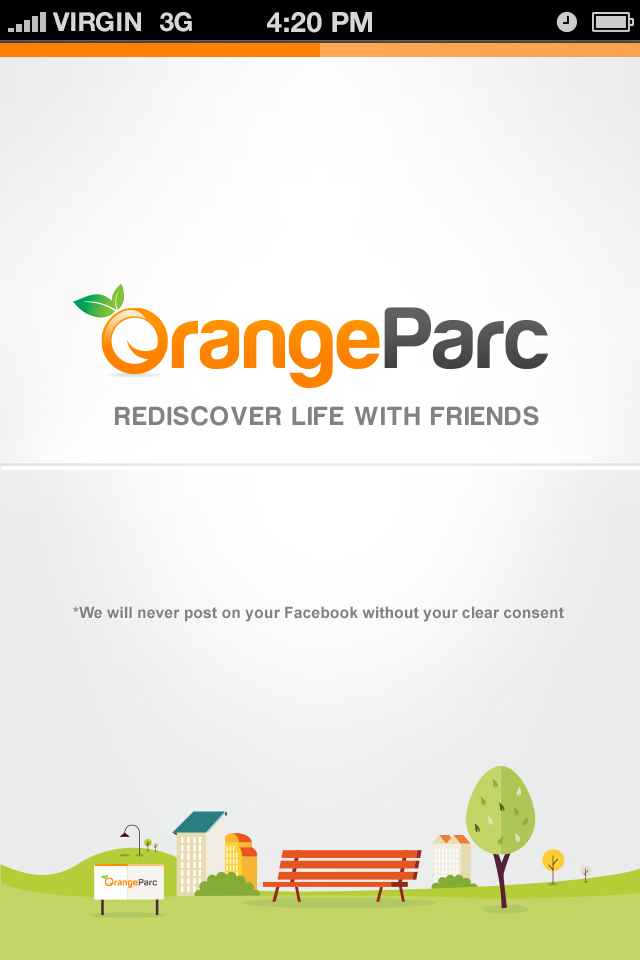 VIRGIN 3G 4:20 PM
OrangeParc
REDISCOVER LIFE WITH FRIENDS
*We will never post on your Facebook without your clear consent
OrangeParc